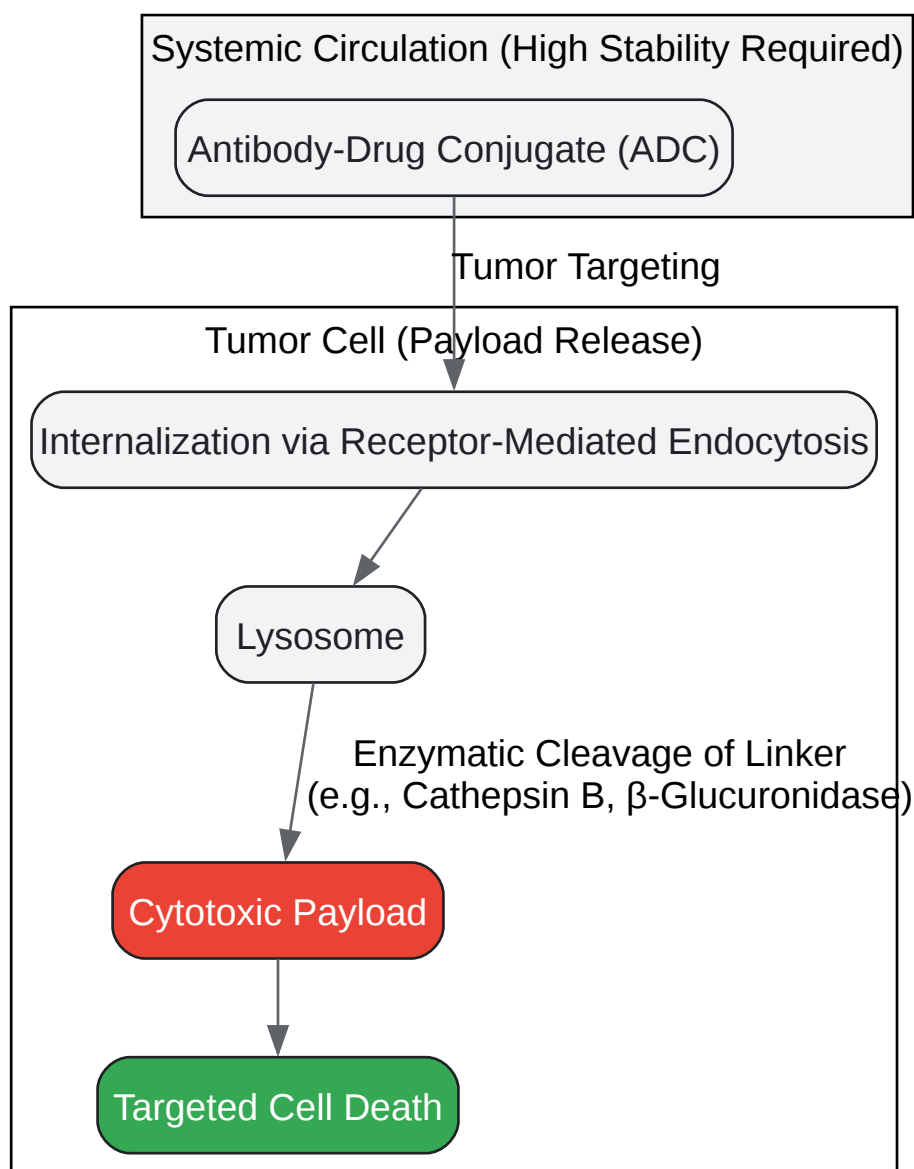 Systemic Circulation (High Stability Required)
Antibody-Drug Conjugate (ADC)
Tumor Targeting
Tumor Cell (Payload Release)
Internalization via Receptor-Mediated Endocytosis
Lysosome
Enzymatic Cleavage of Linker
(e.g., Cathepsin B, β-Glucuronidase)
Cytotoxic Payload
Targeted Cell Death